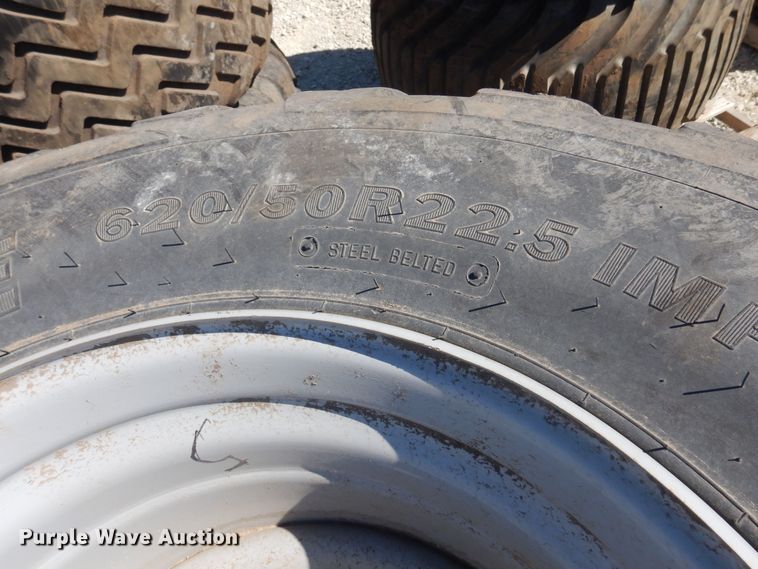 620/50R22.5 IMP
STEEL BELTED
Purple Wave Auction®